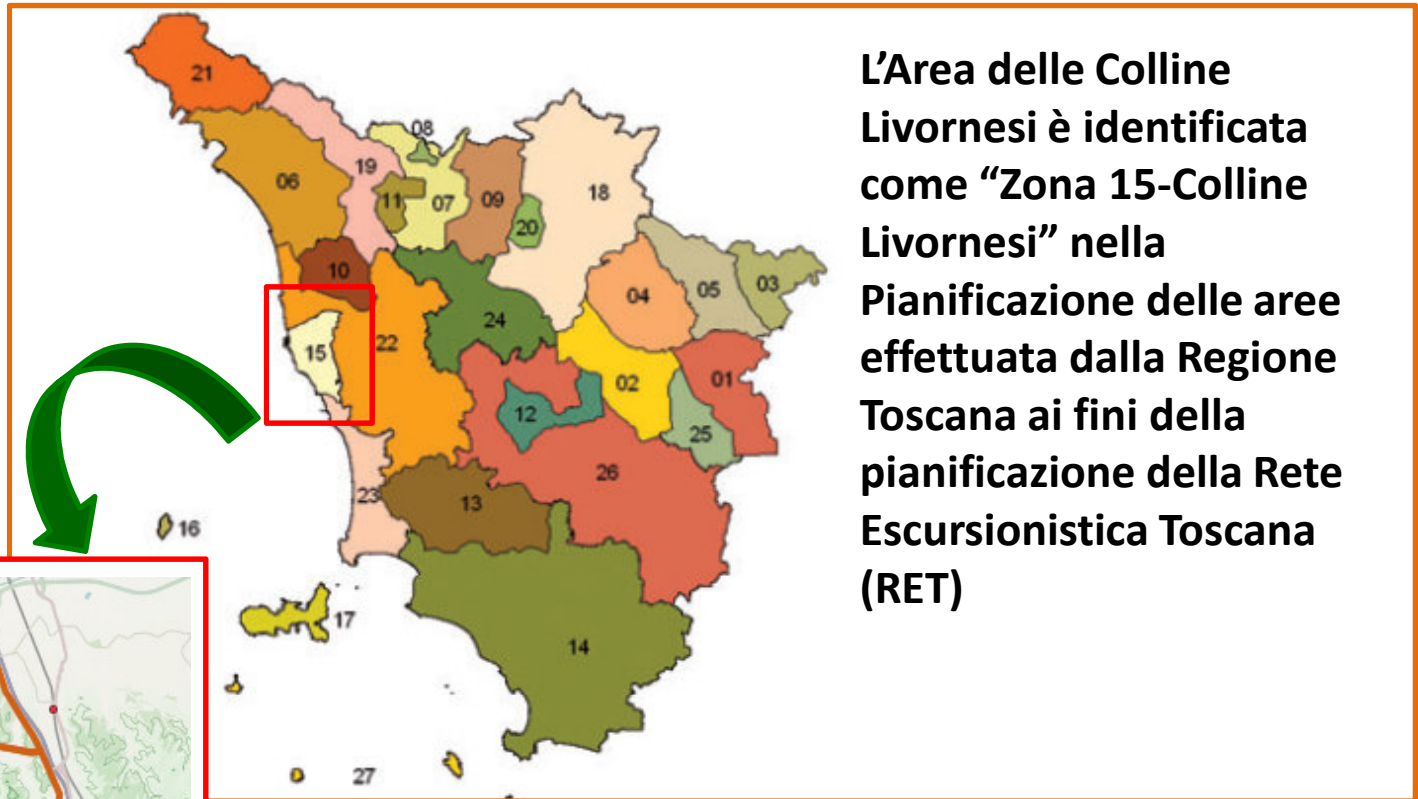 21
08
19
06
11
07
09
18
20
10
04
05
03
24
15
22
02
01
12
25
26
23
13
16
17
14
27
L’Area delle Colline
Livornesi è identificata
come “Zona 15-Colline
Livornesi” nella
Pianificazione delle aree
effettuata dalla Regione
Toscana ai fini della
pianificazione della Rete
Escursionistica Toscana
(RET)